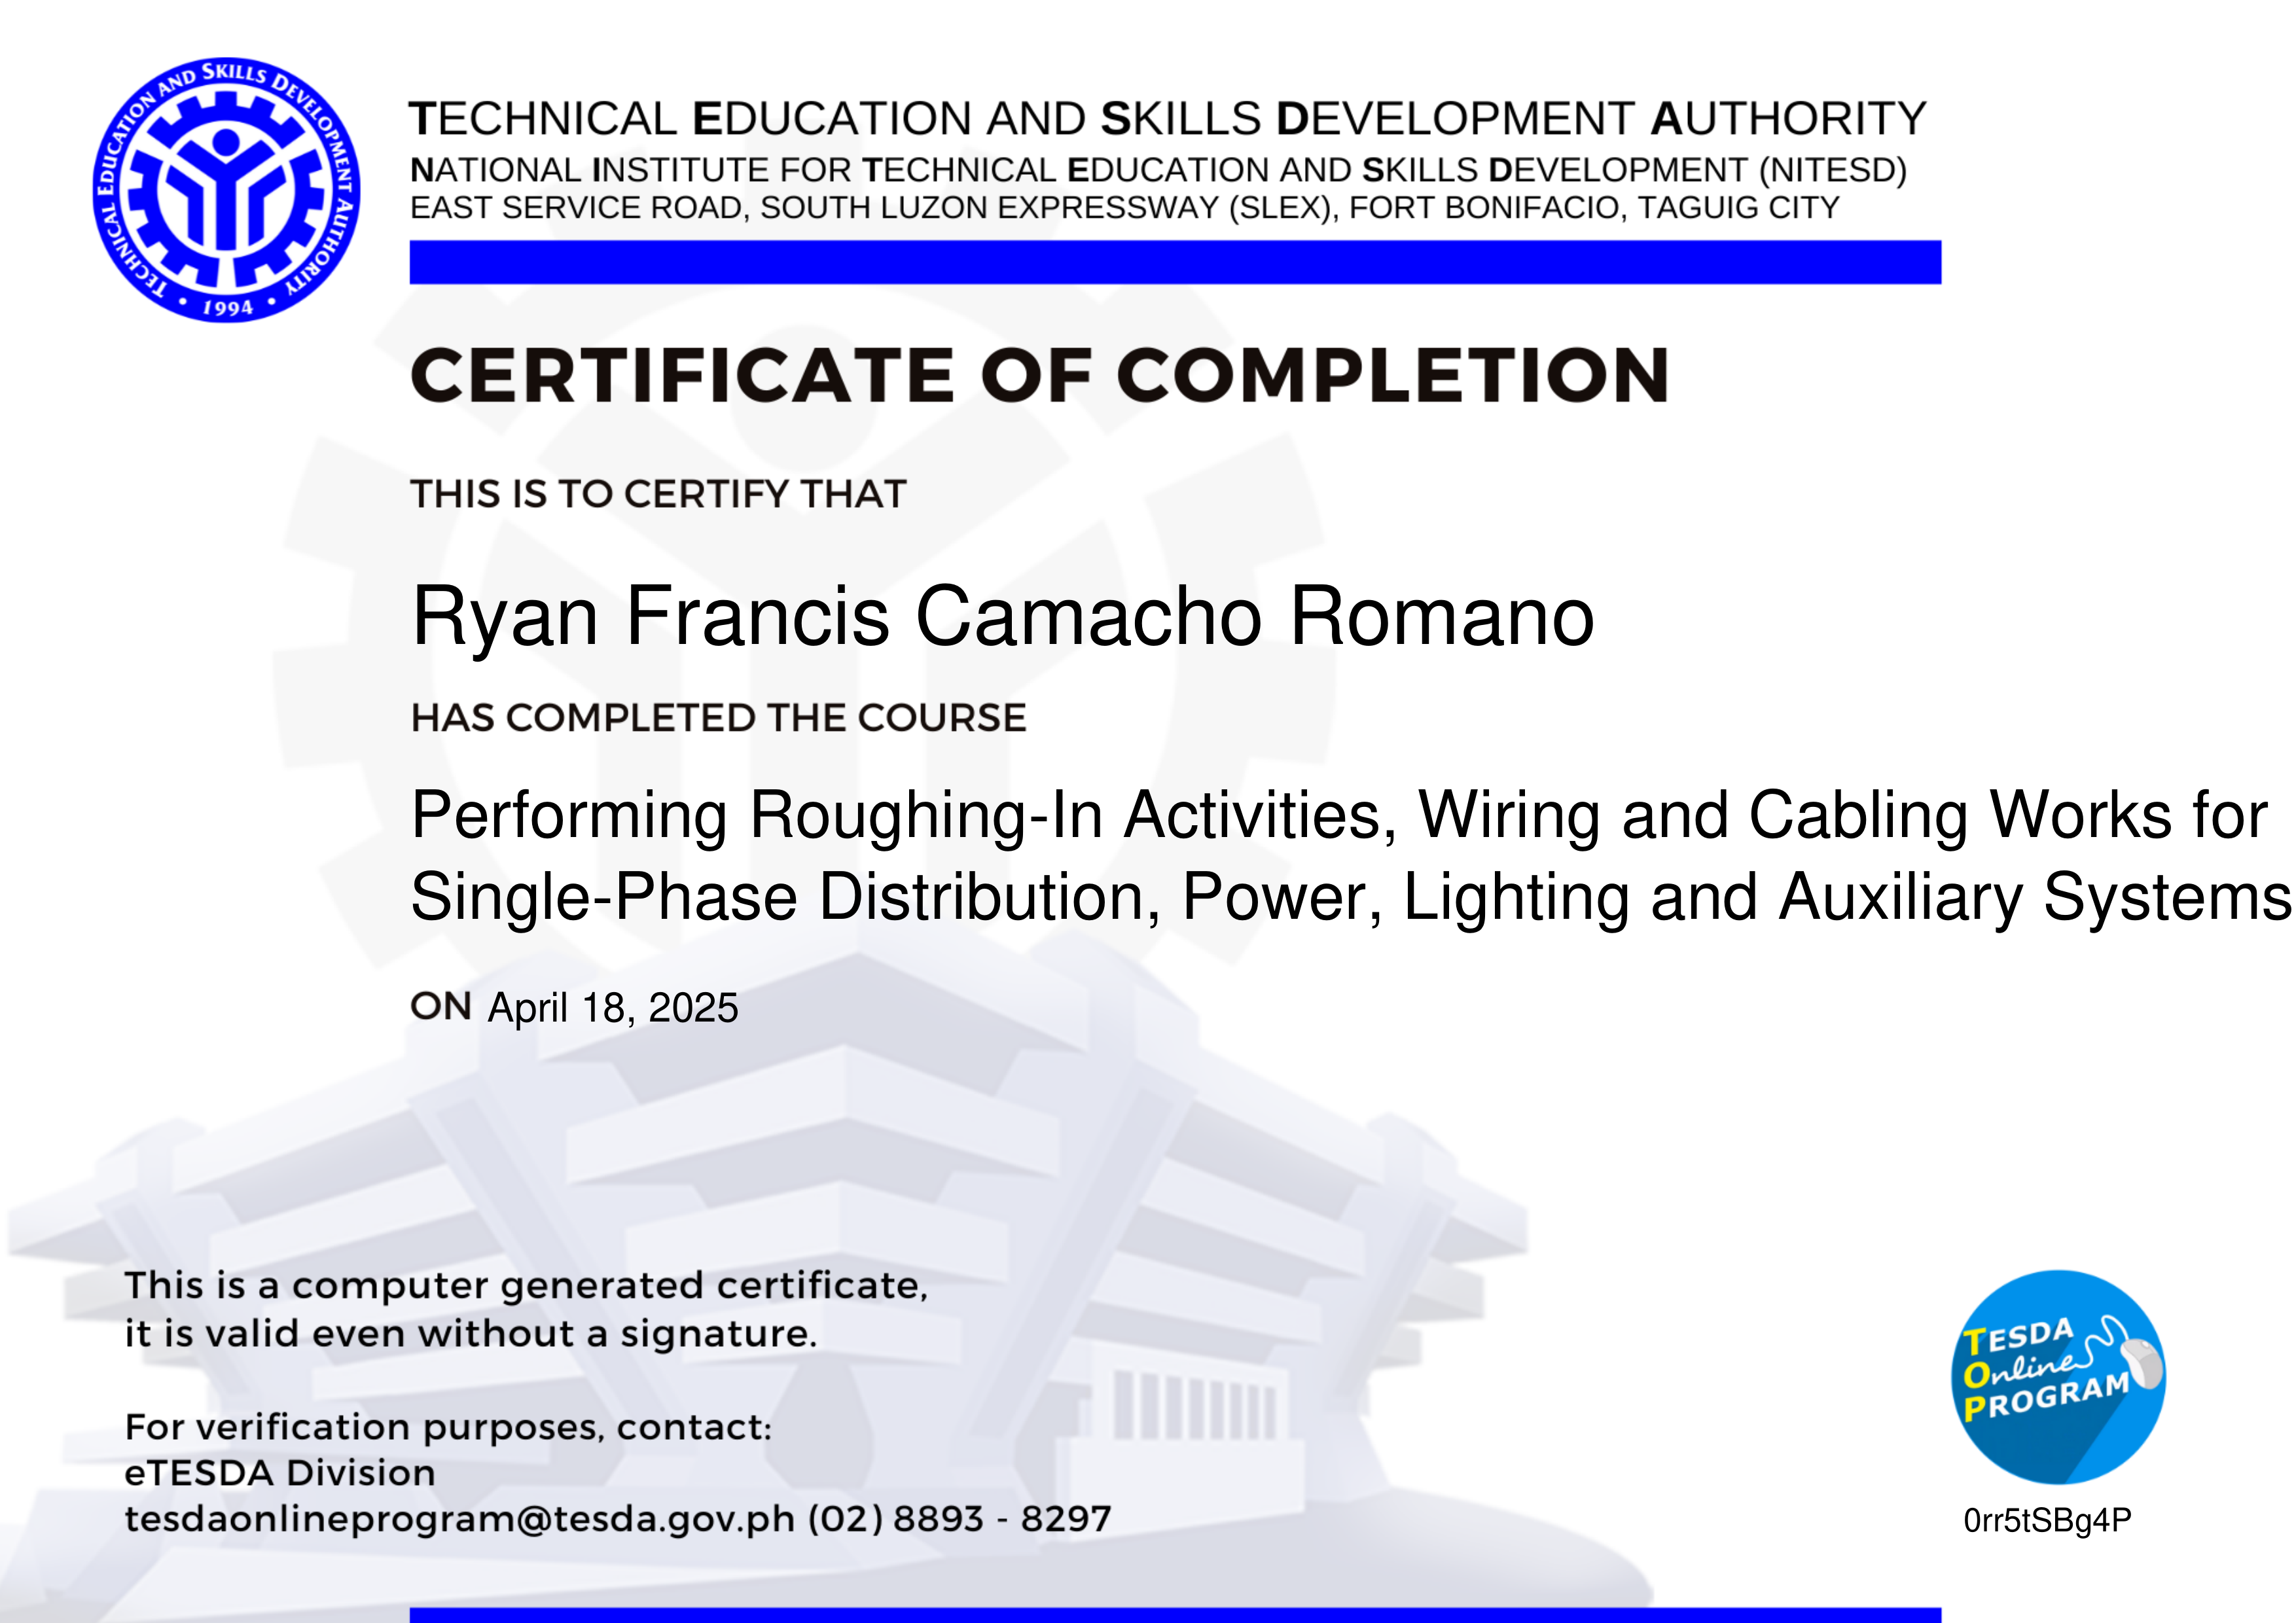 TECHNICAL EDUCATION AND SKILLS DEVELOPMENT AUTHORITY • 1994 •
TECHNICAL EDUCATION AND SKILLS DEVELOPMENT AUTHORITY
NATIONAL INSTITUTE FOR TECHNICAL EDUCATION AND SKILLS DEVELOPMENT (NITESD)
EAST SERVICE ROAD, SOUTH LUZON EXPRESSWAY (SLEX), FORT BONIFACIO, TAGUIG CITY
CERTIFICATE OF COMPLETION
THIS IS TO CERTIFY THAT
Ryan Francis Camacho Romano
HAS COMPLETED THE COURSE
Performing Roughing-In Activities, Wiring and Cabling Works for
Single-Phase Distribution, Power, Lighting and Auxiliary Systems
ON April 18, 2025
This is a computer generated certificate,
it is valid even without a signature.
For verification purposes, contact:
eTESDA Division
tesdaonlineprogram@tesda.gov.ph (02) 8893 - 8297
TESDA
Online
PROGRAM
0rr5tSBg4P